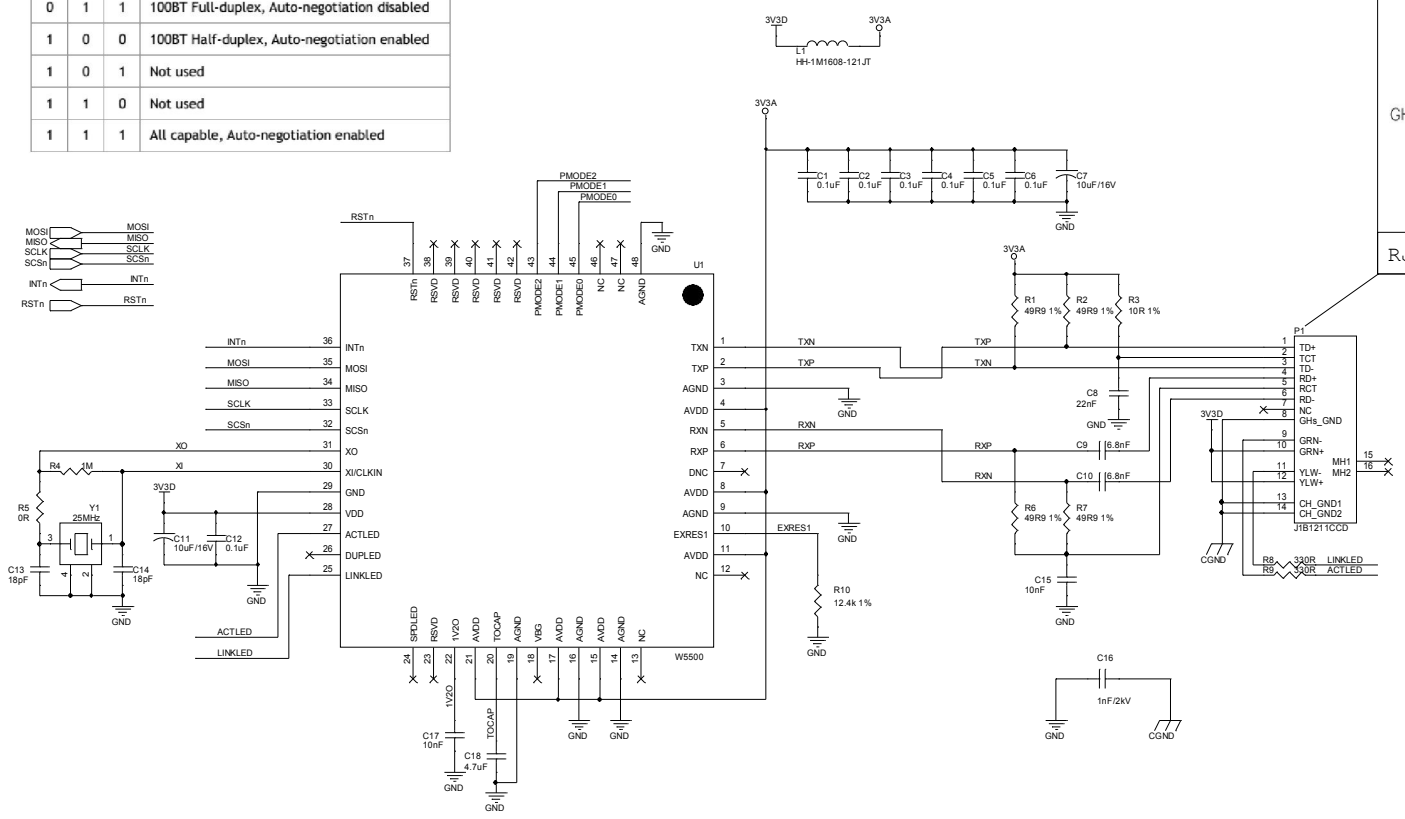 0 1 1 100BT Full-duplex, Auto-negotiation disabled
1 0 0 100BT Half-duplex, Auto-negotiation enabled
1 0 1 Not used
1 1 0 Not used
1 1 1 All capable, Auto-negotiation enabled
3V3D 3V3A
L1
HH-1M1608-121JT
3V3A
C1 0.1uF
C2 0.1uF
C3 0.1uF
C4 0.1uF
C5 0.1uF
C6 0.1uF
C7 10uF/16V
GND
PMODE2
PMODE1
PMODE0
RSTn
GND
MOSI MOSI
MISO MISO
SCLK SCLK
SCSn SCSn
INTn INTn
RSTn RSTn
U1
37 RSTn
38 RSVD
39 RSVD
40 RSVD
41 RSVD
42 RSVD
43 PMODE2
44 PMODE1
45 PMODE0
46 NC
47 NC
48 AGND
INTn 36 INTn
MOSI 35 MOSI
MISO 34 MISO
SCLK 33 SCLK
SCSn 32 SCSn
XO 31 XO
XI 30 XI/CLKIN
29 GND
28 VDD
27 ACTLED
26 DUPLED
25 LINKLED
TXN 1 TXN
TXP 2 TXP
AGND 3
GND
AVDD 4
RXN 5 RXN
RXP 6 RXP
DNC 7
AVDD 8
AGND 9
GND
EXRES1 10 EXRES1
AVDD 11
NC 12
R10
12.4k 1%
GND
24 SPDLED
23 RSVD
22 1V2O
21 AVDD
20 TOCAP
19 AGND
18 VBG
17 AVDD
16 AGND
15 AVDD
14 AGND
13 NC
W5500
R4 1M
R5
0R
Y1
25MHz
3 1
4 2
C13
18pF
C14
18pF
GND
3V3D
C11
10uF/16V
C12
0.1uF
GND
ACTLED
LINKLED
1V2O
C17
10nF
GND
TOCAP
C18
4.7uF
GND
GND
GND
3V3A
R1
49R9 1%
R2
49R9 1%
R3
10R 1%
TXP
TXN
C8
22nF
GND
RXP
C9 6.8nF
RXN
C10 6.8nF
R6
49R9 1%
R7
49R9 1%
C15
10nF
GND
3V3D
P1
1 TD+
2 TCT
3 TD-
4 RD+
5 RCT
6 RD-
7 NC
8 GHs_GND
9 GRN-
10 GRN+
11 YLW-
12 YLW+
13 CH_GND1
14 CH_GND2
MH1 15
MH2 16
J1B1211CCD
CGND
R8 330R LINKLED
R9 330R ACTLED
C16
1nF/2kV
GND
CGND